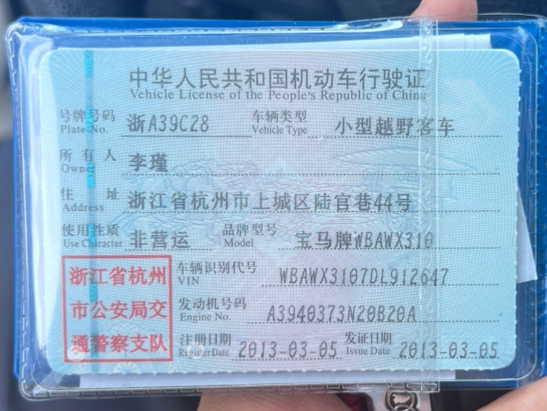 中华人民共和国机动车行驶证
Vehicle License of the People's Republic of China
号牌号码 浙A39C28 车辆类型 小型越野客车
Plate No. Vehicle Type
所有人 李瑾
Owner
住址 浙江省杭州市上城区陆官巷44号
Address
使用性质 非营运 品牌型号 宝马牌WBAWX310
Use Character Model
浙江省杭州
市公安局交
通警察支队
车辆识别代号 WBAWX3107DL912647
VIN
发动机号码 A3940373N20B20A
Engine No.
注册日期 2013-03-05 发证日期 2013-03-05
Register Date Issue Date